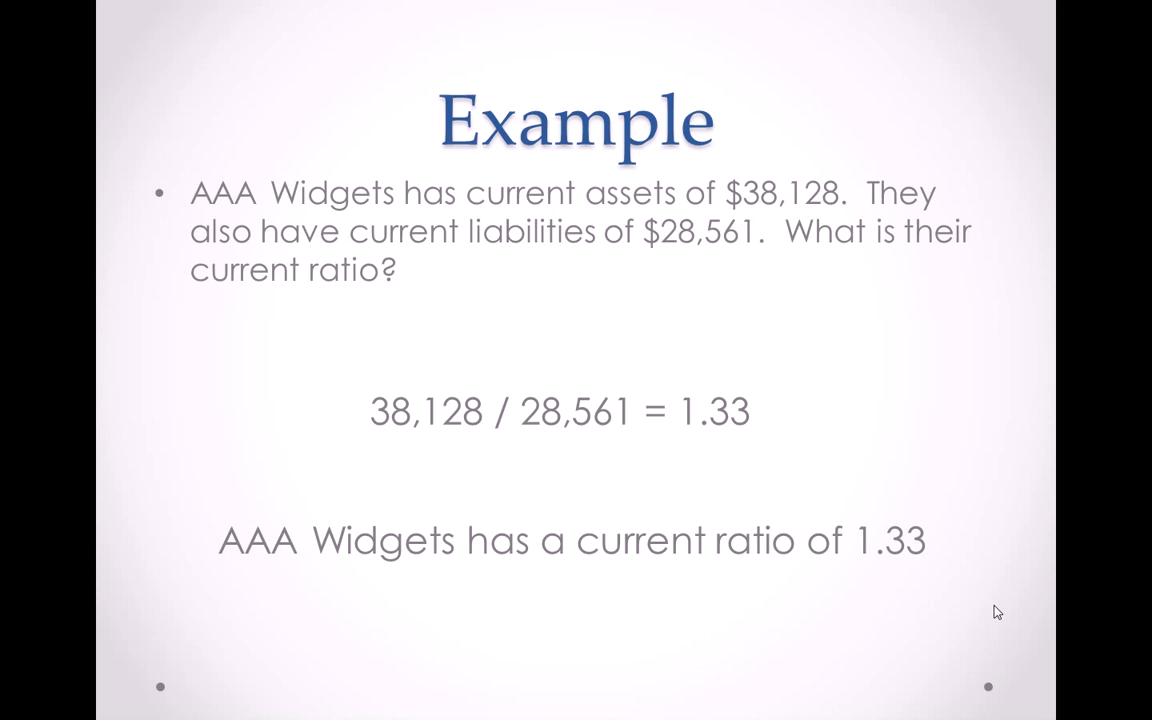 Example
• AAA Widgets has current assets of $38,128. They
also have current liabilities of $28,561. What is their
current ratio?
38,128 / 28,561 = 1.33
AAA Widgets has a current ratio of 1.33